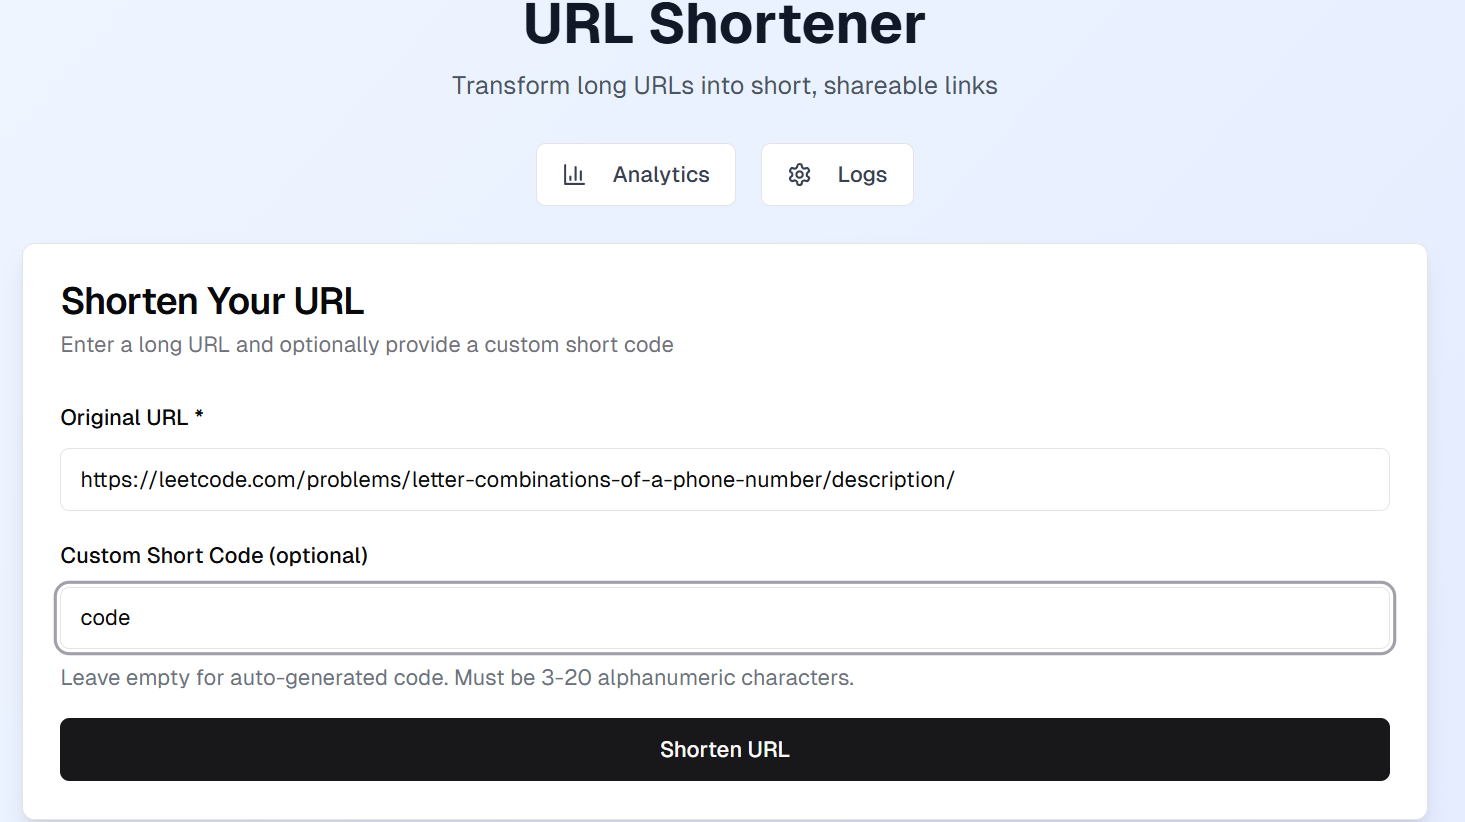 URL Shortener
Transform long URLs into short, shareable links
Analytics
Logs
Shorten Your URL
Enter a long URL and optionally provide a custom short code
Original URL *
https://leetcode.com/problems/letter-combinations-of-a-phone-number/description/
Custom Short Code (optional)
code
Leave empty for auto-generated code. Must be 3-20 alphanumeric characters.
Shorten URL